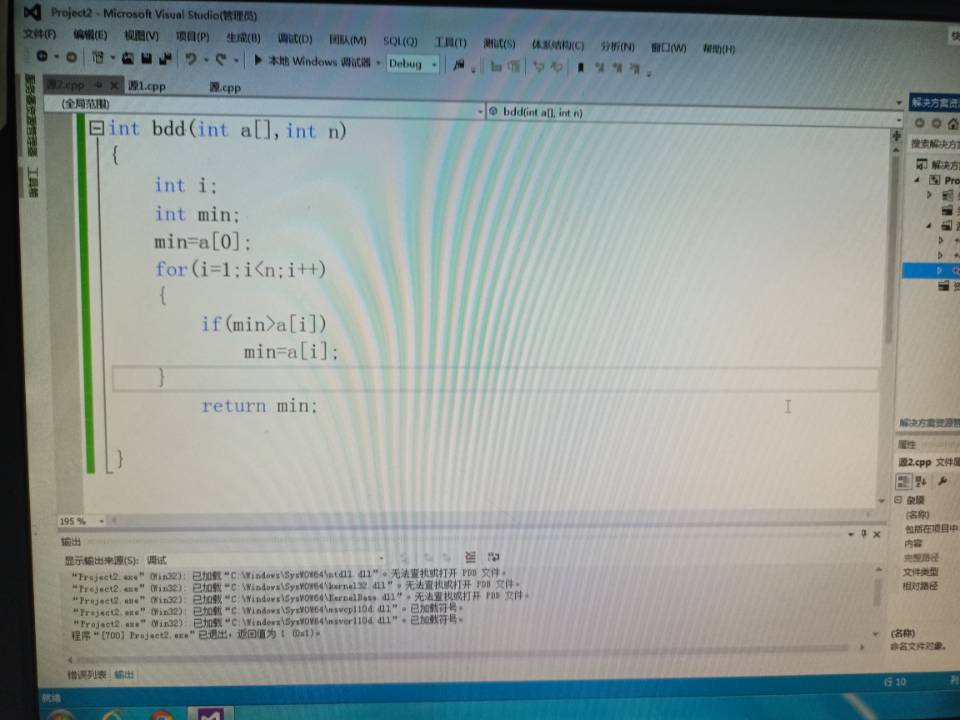 Project2 - Microsoft Visual Studio(管理员)
文件(F) 编辑(E) 视图(V) 项目(P) 生成(B) 调试(D) 团队(M) SQL(Q) 工具(T) 测试(S) 体系结构(C) 分析(N) 窗口(W) 帮助(H)
本地 Windows 调试器 Debug
源2.cpp 源1.cpp 源.cpp
(全局范围) bdd(int a[], int n)
服务器资源管理器 工具箱
int bdd(int a[],int n)
{
int i;
int min;
min=a[0];
for(i=1;i<n;i++)
{
if(min>a[i])
min=a[i];
}
return min;
}
195 %
输出
显示输出来源(S): 调试
"Project2.exe" (Win32): 已加载"C:\Windows\SysWOW64\ntdll.dll"。无法查找或打开 PDB 文件。
"Project2.exe" (Win32): 已加载"C:\Windows\SysWOW64\kernel32.dll"。无法查找或打开 PDB 文件。
"Project2.exe" (Win32): 已加载"C:\Windows\SysWOW64\KernelBase.dll"。无法查找或打开 PDB 文件。
"Project2.exe" (Win32): 已加载"C:\Windows\SysWOW64\msvcp110d.dll"。已加载符号。
"Project2.exe" (Win32): 已加载"C:\Windows\SysWOW64\msvcr110d.dll"。已加载符号。
程序"[700] Project2.exe"已退出，返回值为 1 (0x1)。
错误列表 输出
就绪
行 10 列
解决方案资
搜索解决方
解决方
Pro
解决方案资源管
属性
源2.cpp 文件属
杂项
(名称)
包括在项目中
内容
完整路径
文件类型
相对路径
(名称)
命名文件对象。